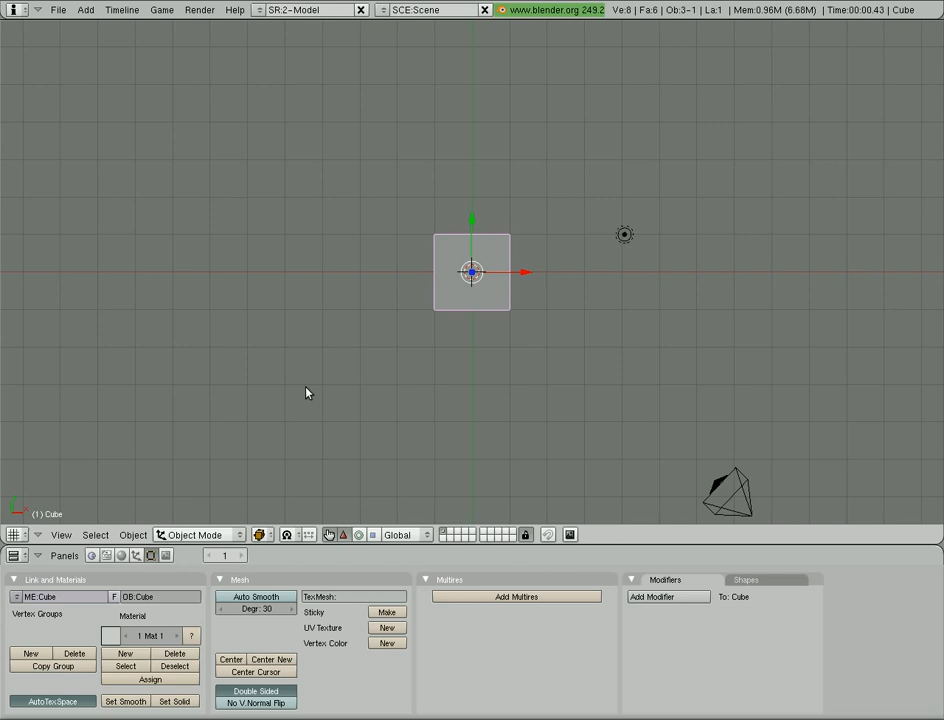 File Add Timeline Game Render Help SR:2-Model SCE:Scene www.blender.org 249.2 Ve:8 | Fa:6 | Ob:3-1 | La:1 | Mem:0.96M (6.68M) | Time:00:00.43 | Cube
(1) Cube
View Select Object Object Mode Global
Panels 1
Link and Materials Mesh Multires Modifiers Shapes
ME:Cube F OB:Cube Auto Smooth TexMesh: Add Multires Add Modifier To: Cube
Degr: 30
Vertex Groups Material Sticky Make
1 Mat 1 ? UV Texture New
Vertex Color New
New Delete New Delete Center Center New
Copy Group Select Deselect Center Cursor
Assign
Double Sided
AutoTexSpace Set Smooth Set Solid No V.Normal Flip